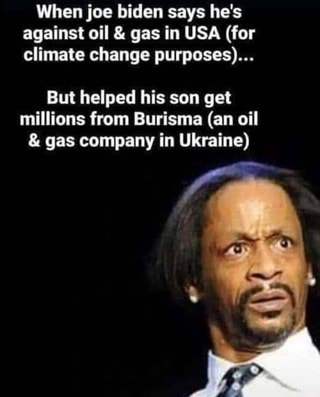 When joe biden says he's
against oil & gas in USA (for
climate change purposes)...
But helped his son get
millions from Burisma (an oil
& gas company in Ukraine)